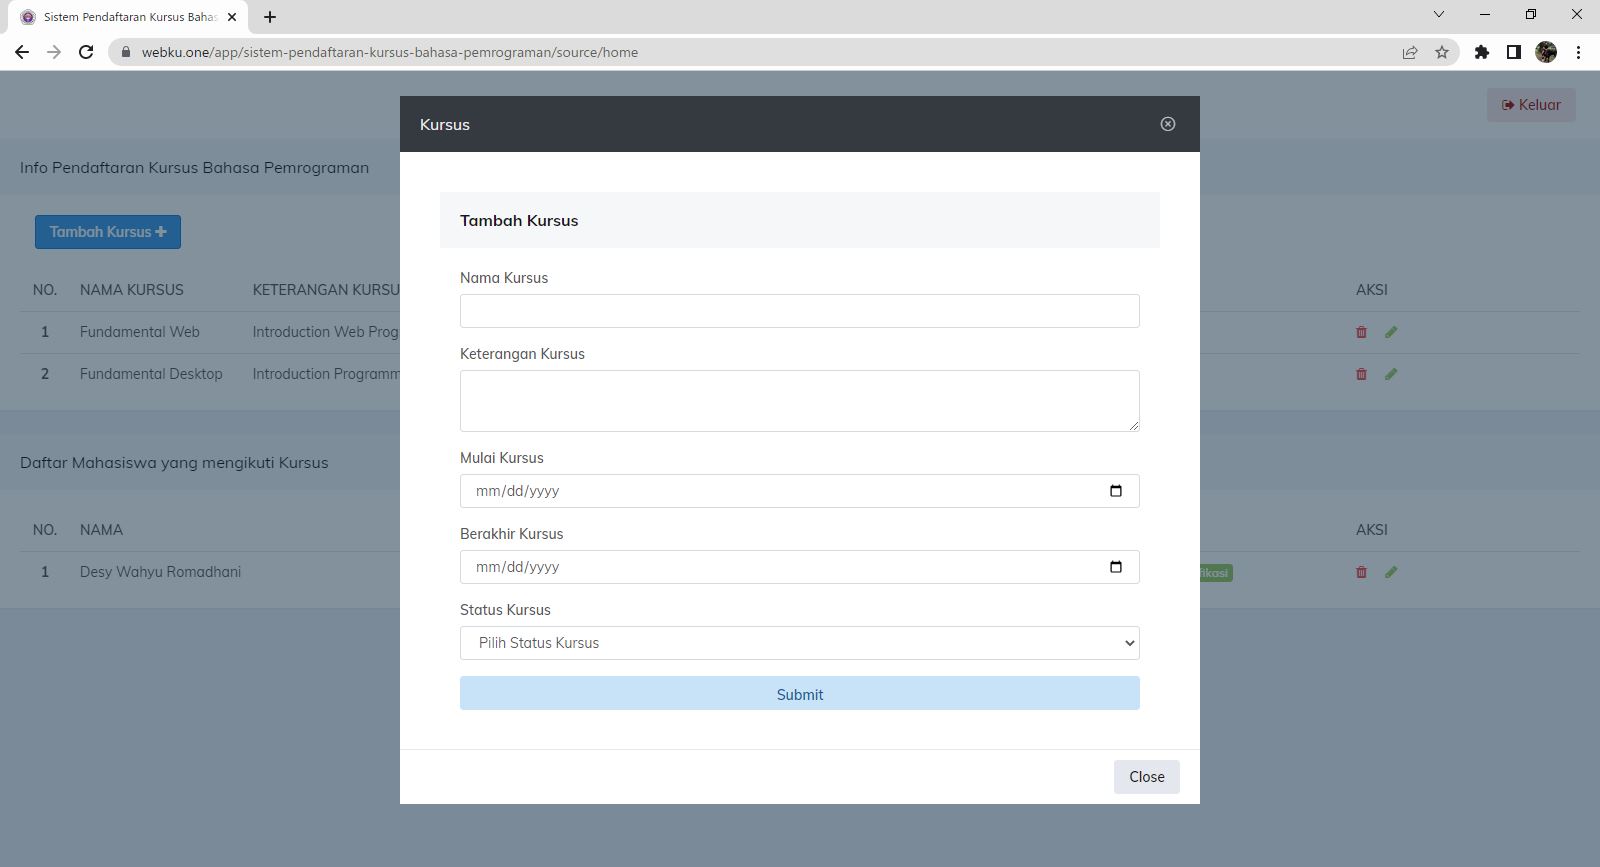 Sistem Pendaftaran Kursus Bahas
webku.one/app/sistem-pendaftaran-kursus-bahasa-pemrograman/source/home
Keluar
Info Pendaftaran Kursus Bahasa Pemrograman
Tambah Kursus
NO. NAMA KURSUS KETERANGAN KURSU AKSI
1 Fundamental Web Introduction Web Prog
2 Fundamental Desktop Introduction Programm
Daftar Mahasiswa yang mengikuti Kursus
NO. NAMA AKSI
1 Desy Wahyu Romadhani fikasi
Kursus
Tambah Kursus
Nama Kursus
Keterangan Kursus
Mulai Kursus
mm/dd/yyyy
Berakhir Kursus
mm/dd/yyyy
Status Kursus
Pilih Status Kursus
Submit
Close